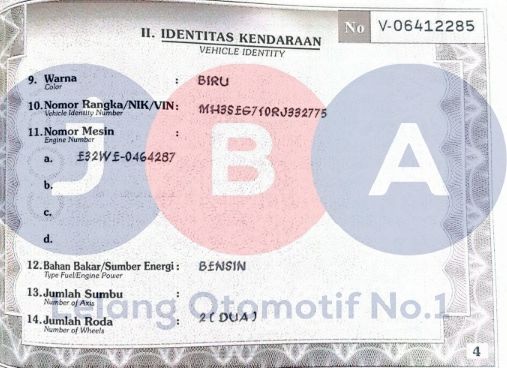 No V-06412285
II. IDENTITAS KENDARAAN
VEHICLE IDENTITY
9. Warna : BIRU
Color
10. Nomor Rangka/NIK/VIN: MH3SEG710RJ332775
Vehicle Identity Number
11. Nomor Mesin :
Engine Number
a. E32WE-0464287
b.
c.
d.
12. Bahan Bakar/Sumber Energi : BENSIN
Type Fuel/Engine Power
13. Jumlah Sumbu :
Number of Axis
14. Jumlah Roda : 2 (DUA)
Number of Wheels
4
JBA
Lelang Otomotif No.1